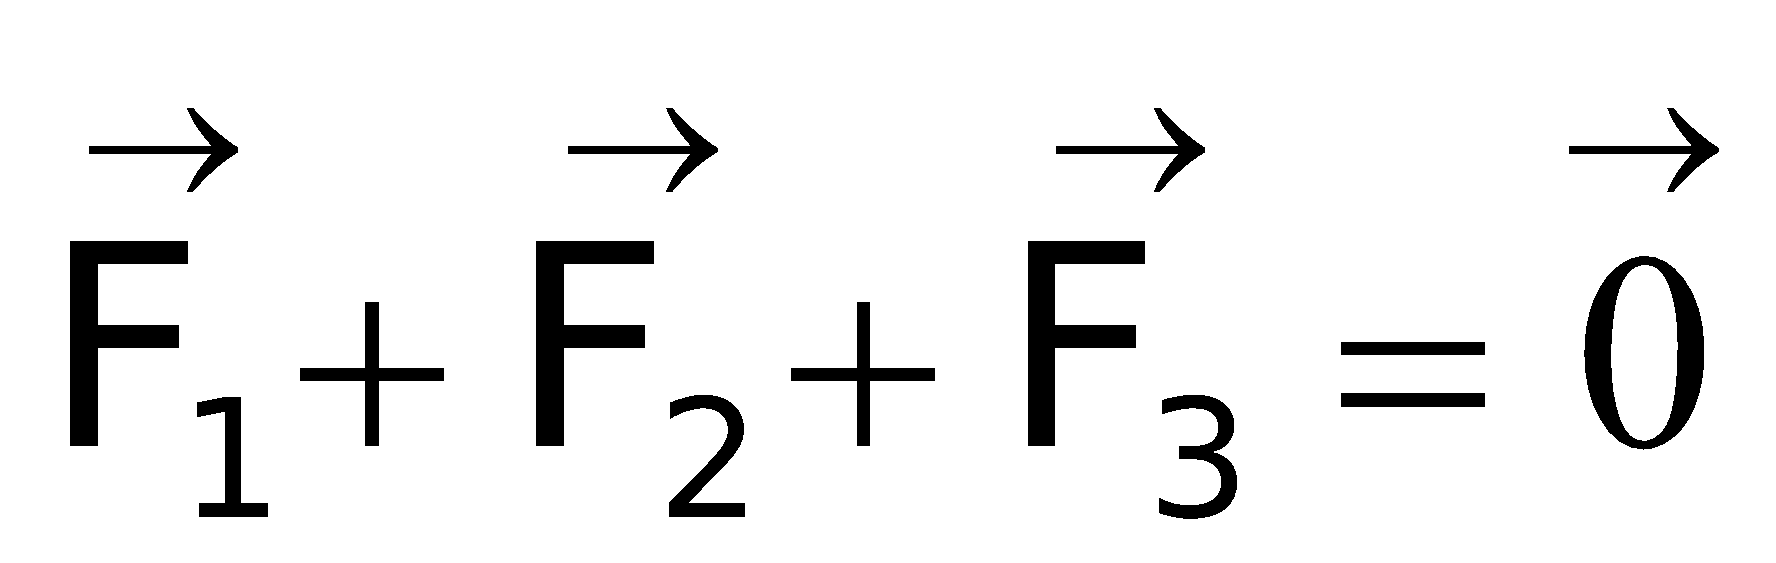 F⃗₁ + F⃗₂ + F⃗₃ = 0⃗